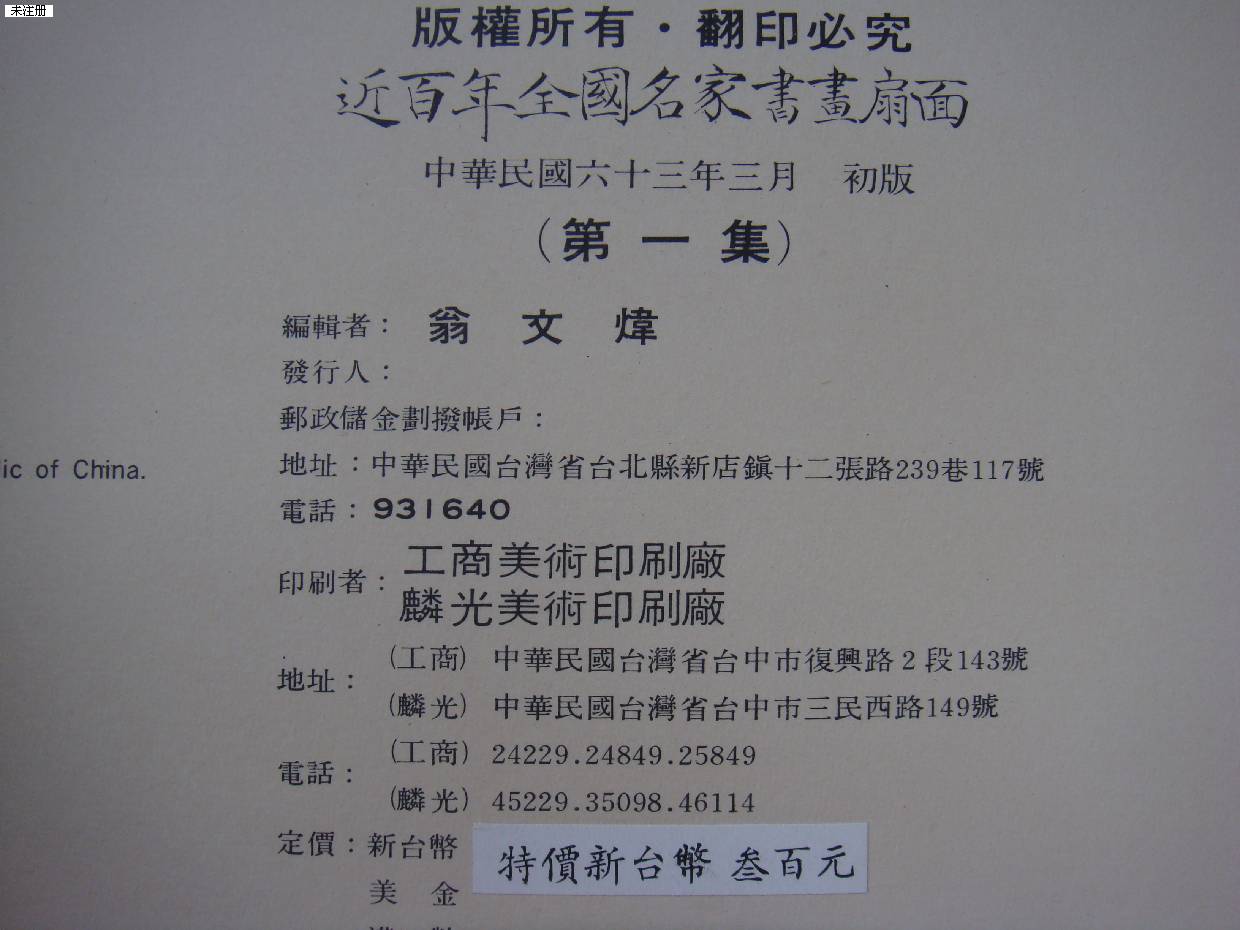 未注册
版權所有·翻印必究
近百年全國名家書畫扇面
中華民國六十三年三月 初版
(第一集)
編輯者: 翁文煒
發行人:
郵政儲金劃撥帳戶:
地址:中華民國台灣省台北縣新店鎮十二張路239巷117號
lic of China.
電話:931640
印刷者: 工商美術印刷廠
麟光美術印刷廠
地址: (工商) 中華民國台灣省台中市復興路2段143號
(麟光) 中華民國台灣省台中市三民西路149號
電話: (工商) 24229.24849.25849
(麟光) 45229.35098.46114
定價:新台幣 特價新台幣 叁百元
美 金